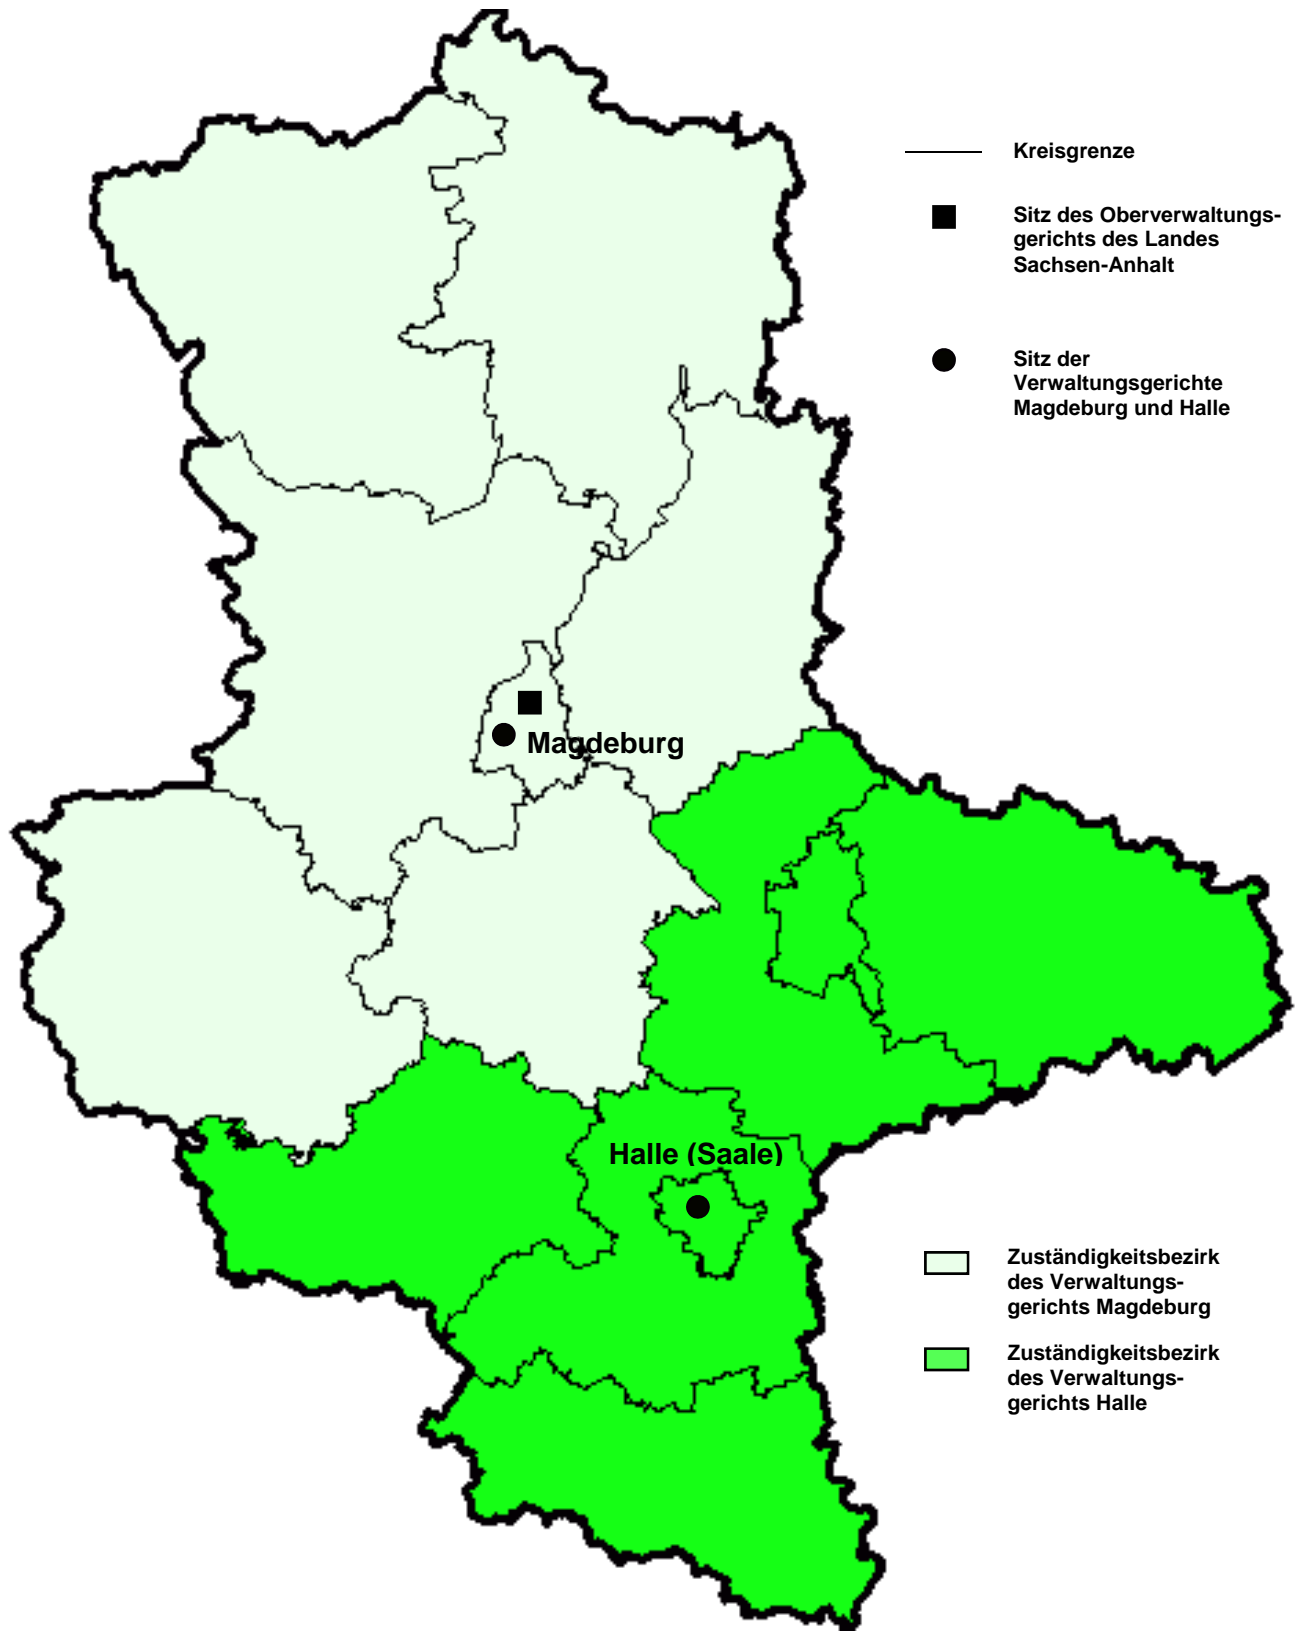 Kreisgrenze
Sitz des Oberverwaltungs-
gerichts des Landes
Sachsen-Anhalt
Sitz der
Verwaltungsgerichte
Magdeburg und Halle
Magdeburg
Halle (Saale)
Zuständigkeitsbezirk
des Verwaltungs-
gerichts Magdeburg
Zuständigkeitsbezirk
des Verwaltungs-
gerichts Halle